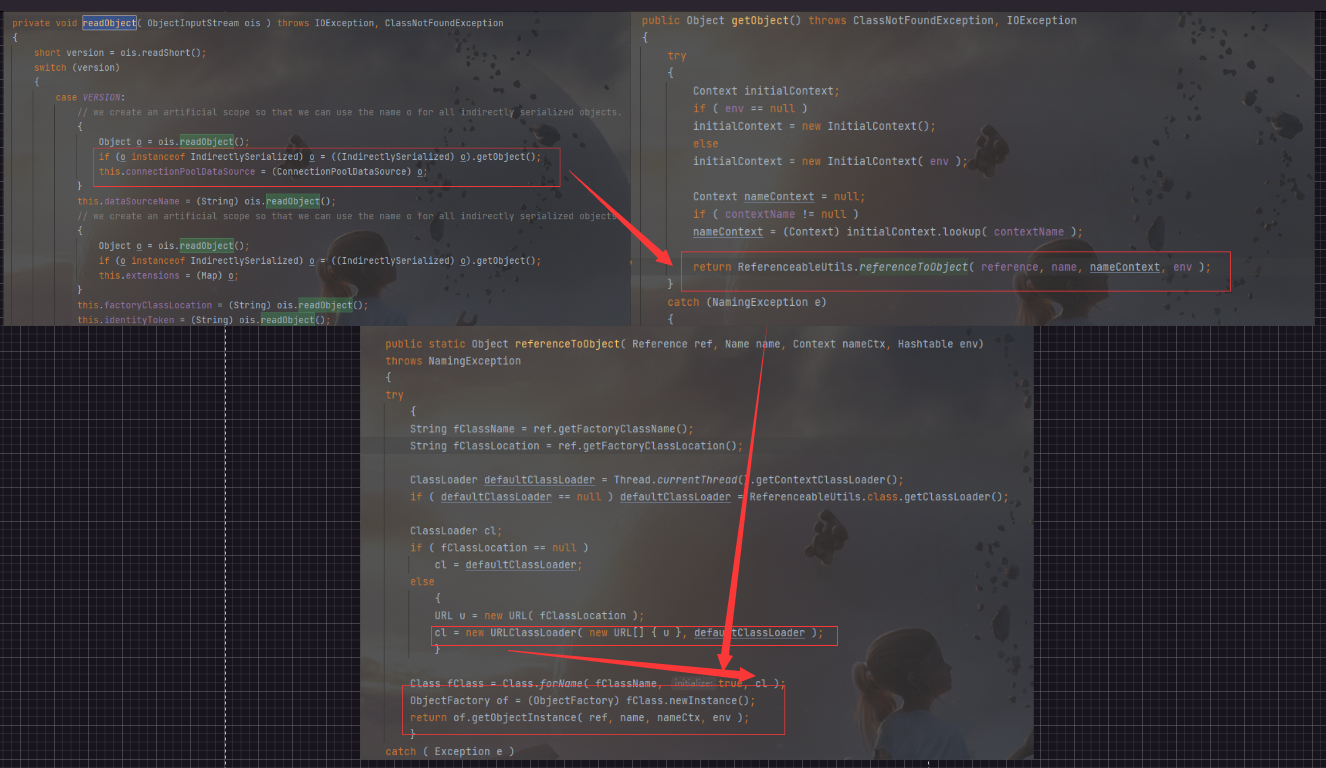 private void readObject( ObjectInputStream ois ) throws IOException, ClassNotFoundException
{
short version = ois.readShort();
switch (version)
{
case VERSION:
// we create an artificial scope so that we can use the name o for all indirectly serialized objects.
{
Object o = ois.readObject();
if (o instanceof IndirectlySerialized) o = ((IndirectlySerialized) o).getObject();
this.connectionPoolDataSource = (ConnectionPoolDataSource) o;
}
this.dataSourceName = (String) ois.readObject();
// we create an artificial scope so that we can use the name o for all indirectly serialized objects
{
Object o = ois.readObject();
if (o instanceof IndirectlySerialized) o = ((IndirectlySerialized) o).getObject();
this.extensions = (Map) o;
}
this.factoryClassLocation = (String) ois.readObject();
this.identityToken = (String) ois.readObject();
public Object getObject() throws ClassNotFoundException, IOException
{
try
{
Context initialContext;
if ( env == null )
initialContext = new InitialContext();
else
initialContext = new InitialContext( env );
Context nameContext = null;
if ( contextName != null )
nameContext = (Context) initialContext.lookup( contextName );
return ReferenceableUtils.referenceToObject( reference, name, nameContext, env );
}
catch (NamingException e)
{
public static Object referenceToObject( Reference ref, Name name, Context nameCtx, Hashtable env)
throws NamingException
{
try
{
String fClassName = ref.getFactoryClassName();
String fClassLocation = ref.getFactoryClassLocation();
ClassLoader defaultClassLoader = Thread.currentThread().getContextClassLoader();
if ( defaultClassLoader == null ) defaultClassLoader = ReferenceableUtils.class.getClassLoader();
ClassLoader cl;
if ( fClassLocation == null )
cl = defaultClassLoader;
else
{
URL u = new URL( fClassLocation );
cl = new URLClassLoader( new URL[] { u }, defaultClassLoader );
}
Class fClass = Class.forName( fClassName, initialize: true, cl );
ObjectFactory of = (ObjectFactory) fClass.newInstance();
return of.getObjectInstance( ref, name, nameCtx, env );
}
catch ( Exception e )